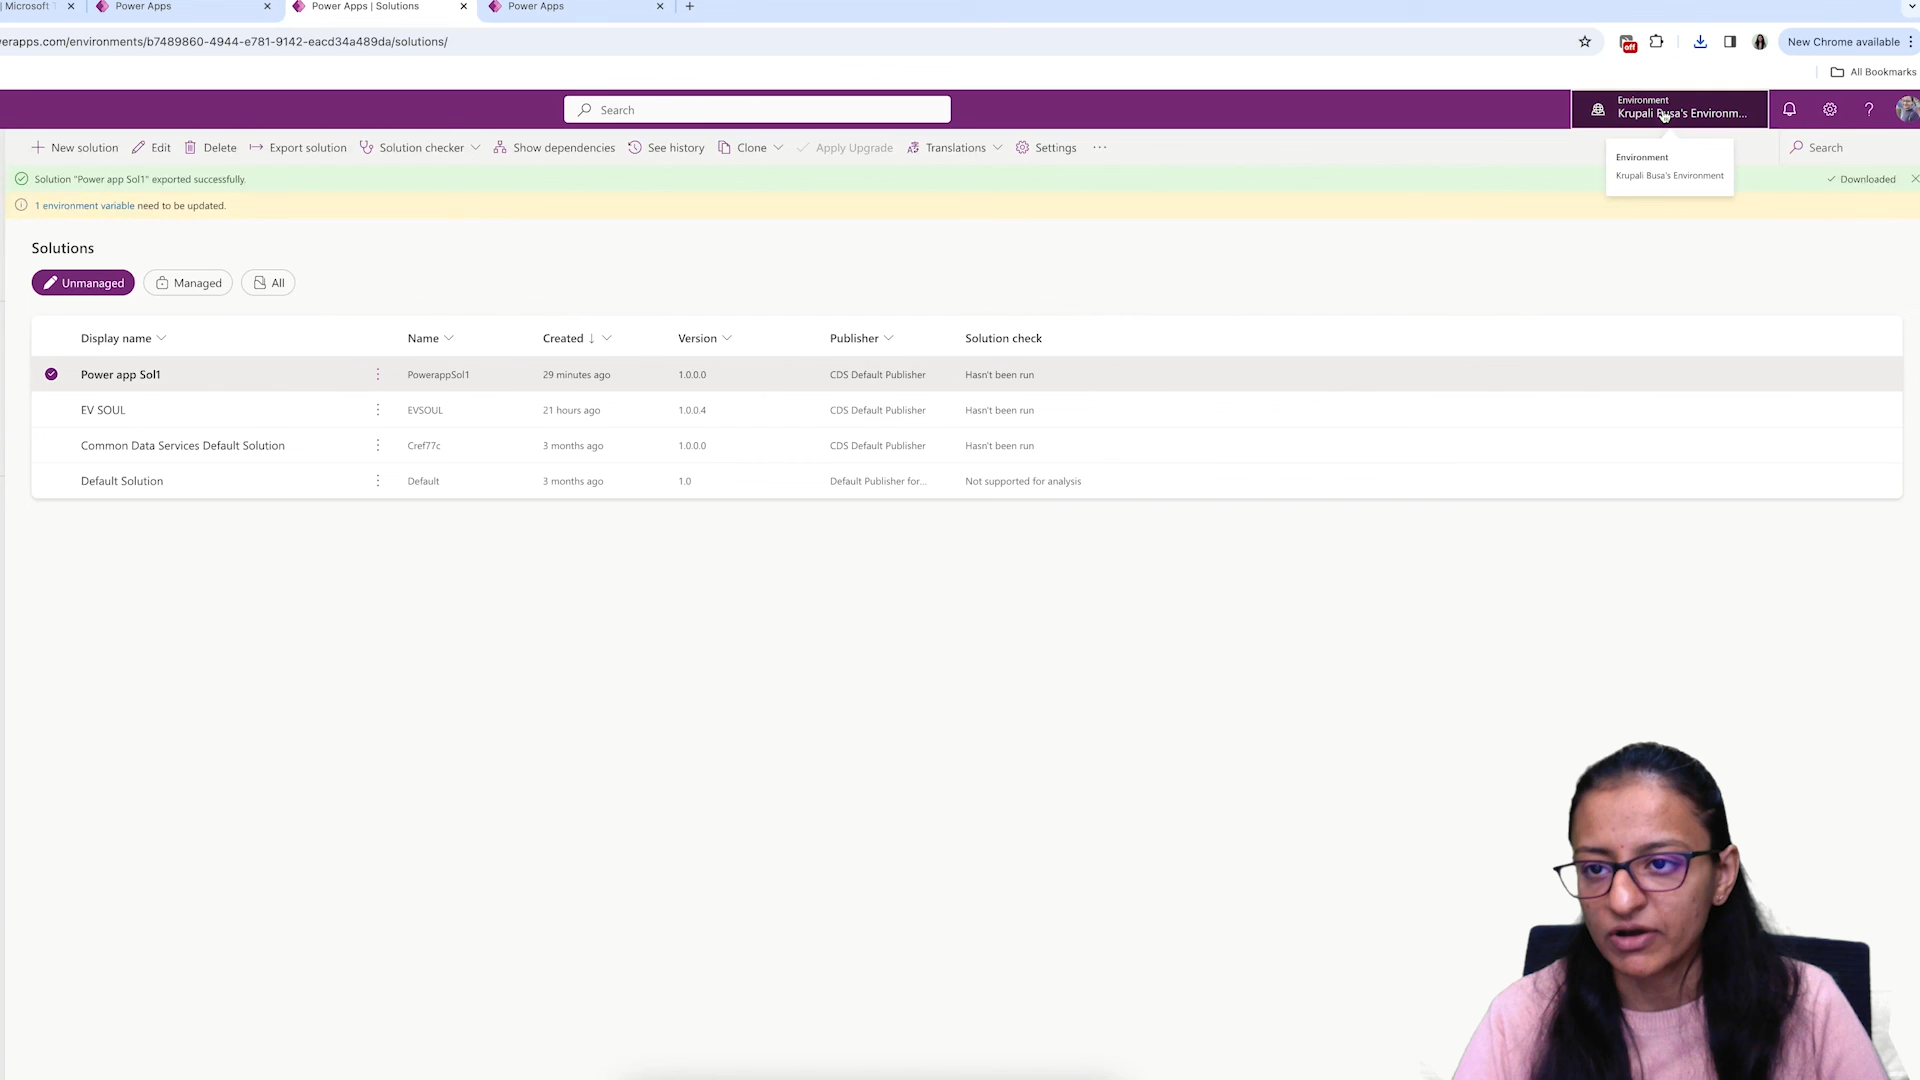 | Microsoft
Power Apps
Power Apps | Solutions
Power Apps
erapps.com/environments/b7489860-4944-e781-9142-eacd34a489da/solutions/
off
New Chrome available
All Bookmarks
Search
Environment
Krupali Busa's Environm...
New solution
Edit
Delete
Export solution
Solution checker
Show dependencies
See history
Clone
Apply Upgrade
Translations
Settings
Search
Environment
Krupali Busa's Environment
Solution "Power app Sol1" exported successfully.
Downloaded
1 environment variable need to be updated.
Solutions
Unmanaged
Managed
All
Display name Name Created Version Publisher Solution check
Power app Sol1 PowerappSol1 29 minutes ago 1.0.0.0 CDS Default Publisher Hasn't been run
EV SOUL EVSOUL 21 hours ago 1.0.0.4 CDS Default Publisher Hasn't been run
Common Data Services Default Solution Cref77c 3 months ago 1.0.0.0 CDS Default Publisher Hasn't been run
Default Solution Default 3 months ago 1.0 Default Publisher for... Not supported for analysis